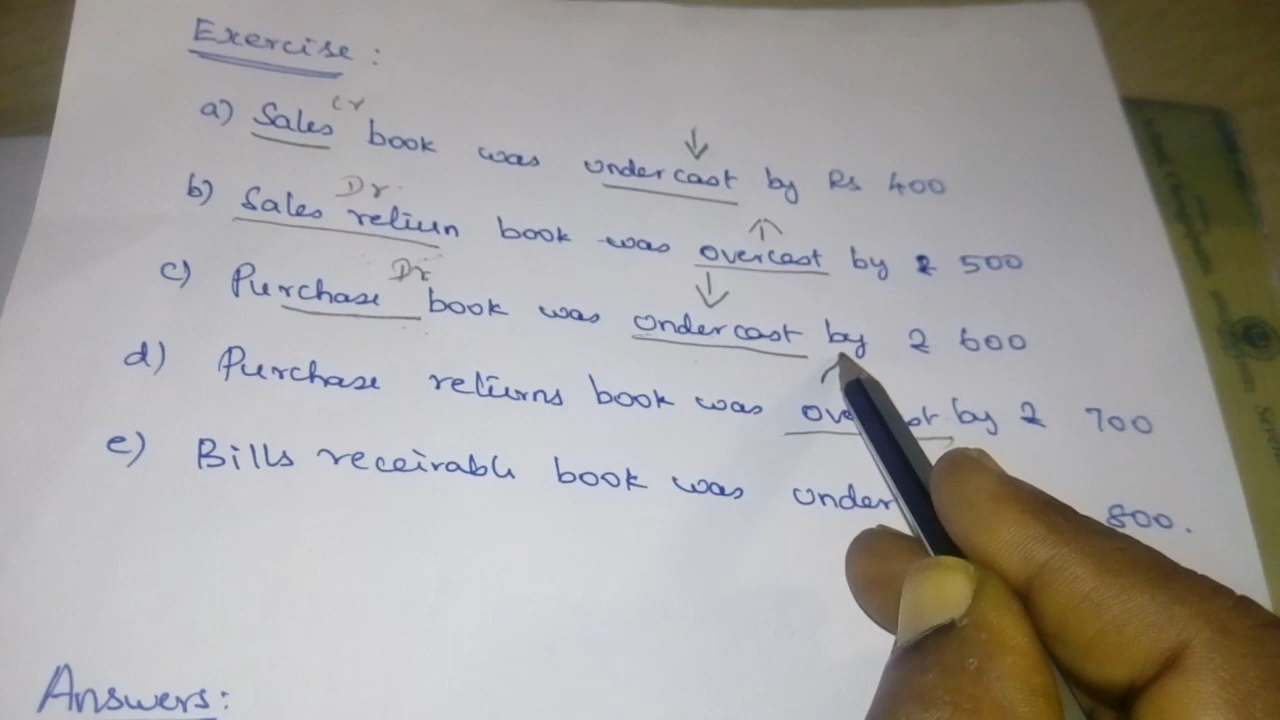 Exercise:
Cr
a) Sales book was undercast by Rs 400
Dr.
b) Sales return book was overcast by ₹ 500
Dr
c) Purchase book was undercast by ₹ 600
d) Purchase returns book was by ₹ 700
e) Bills receivable book was under 800.
Answers: